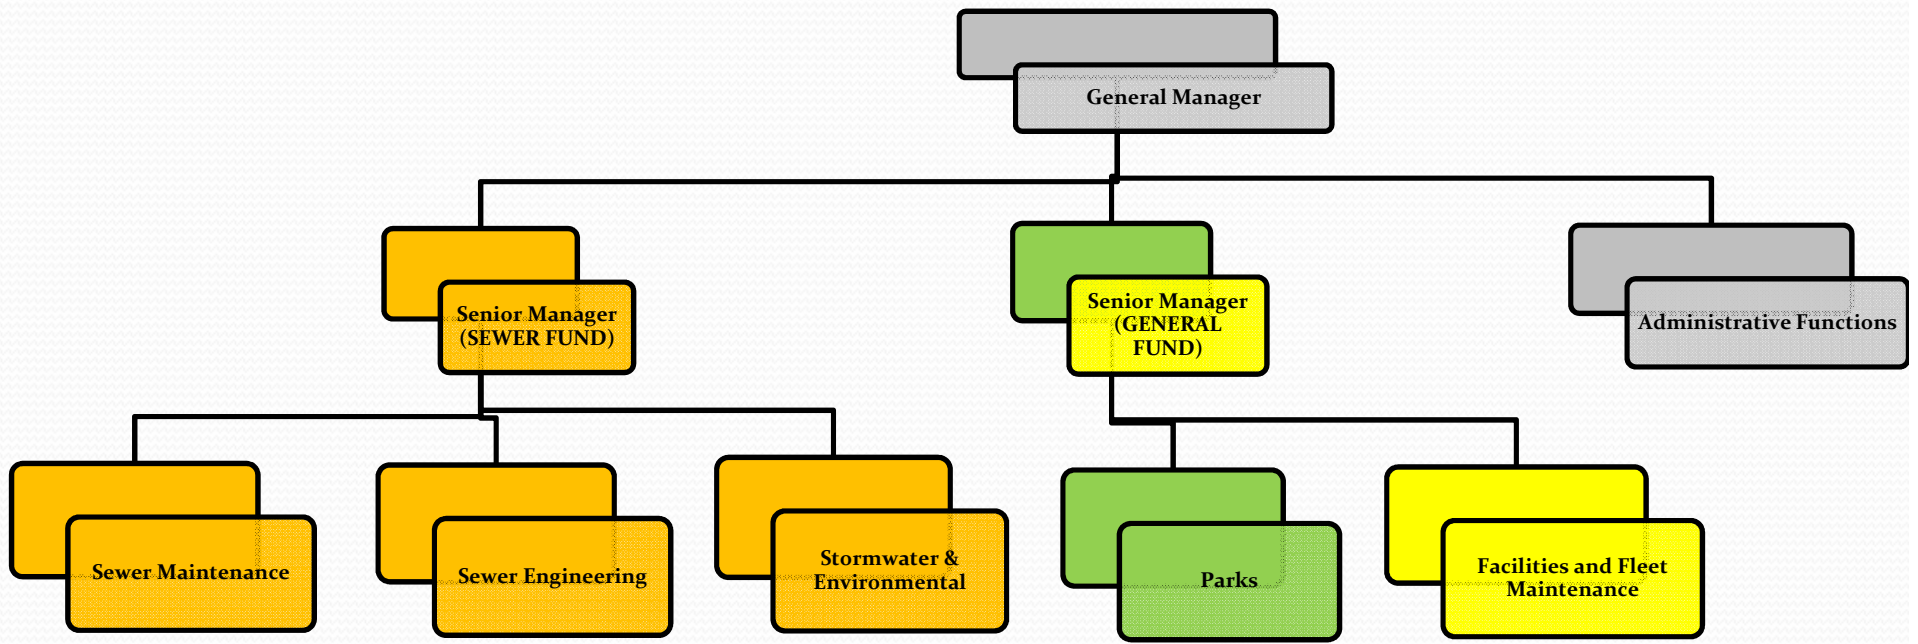 General Manager
Senior Manager
(SEWER FUND)
Senior Manager
(GENERAL
FUND)
Administrative Functions
Sewer Maintenance
Sewer Engineering
Stormwater &
Environmental
Parks
Facilities and Fleet
Maintenance